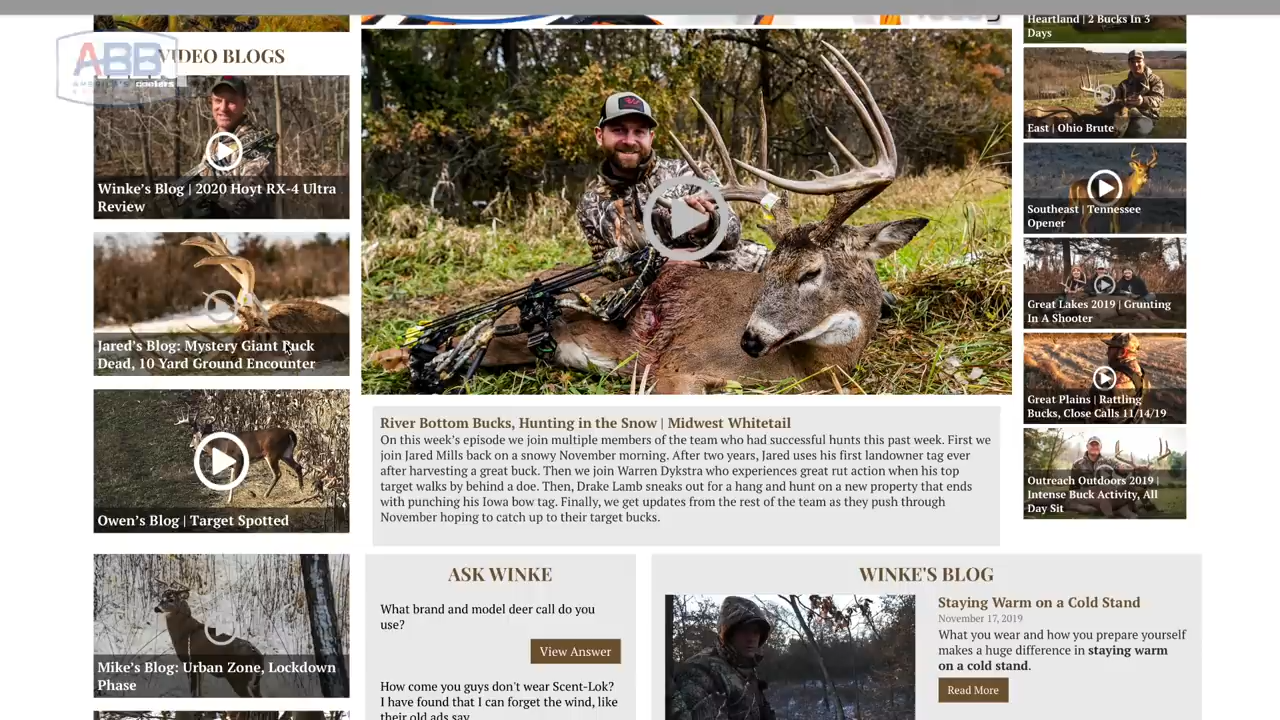 ABB
AMERICA'S
VIDEO BLOGS
Winke's Blog | 2020 Hoyt RX-4 Ultra
Review
Jared's Blog: Mystery Giant Buck
Dead, 10 Yard Ground Encounter
Owen's Blog | Target Spotted
Mike's Blog: Urban Zone, Lockdown
Phase
River Bottom Bucks, Hunting in the Snow | Midwest Whitetail
On this week's episode we join multiple members of the team who had successful hunts this past week. First we
join Jared Mills back on a snowy November morning. After two years, Jared uses his first landowner tag ever
after harvesting a great buck. Then we join Warren Dykstra who experiences great rut action when his top
target walks by behind a doe. Then, Drake Lamb sneaks out for a hang and hunt on a new property that ends
with punching his Iowa bow tag. Finally, we get updates from the rest of the team as they push through
November hoping to catch up to their target bucks.
Heartland | 2 Bucks In 3
Days
East | Ohio Brute
Southeast | Tennessee
Opener
Great Lakes 2019 | Grunting
In A Shooter
Great Plains | Rattling
Bucks, Close Calls 11/14/19
Outreach Outdoors 2019 |
Intense Buck Activity, All
Day Sit
ASK WINKE
What brand and model deer call do you
use?
View Answer
How come you guys don't wear Scent-Lok?
I have found that I can forget the wind, like
their old ads say
WINKE'S BLOG
Staying Warm on a Cold Stand
November 17, 2019
What you wear and how you prepare yourself
makes a huge difference in staying warm
on a cold stand.
Read More